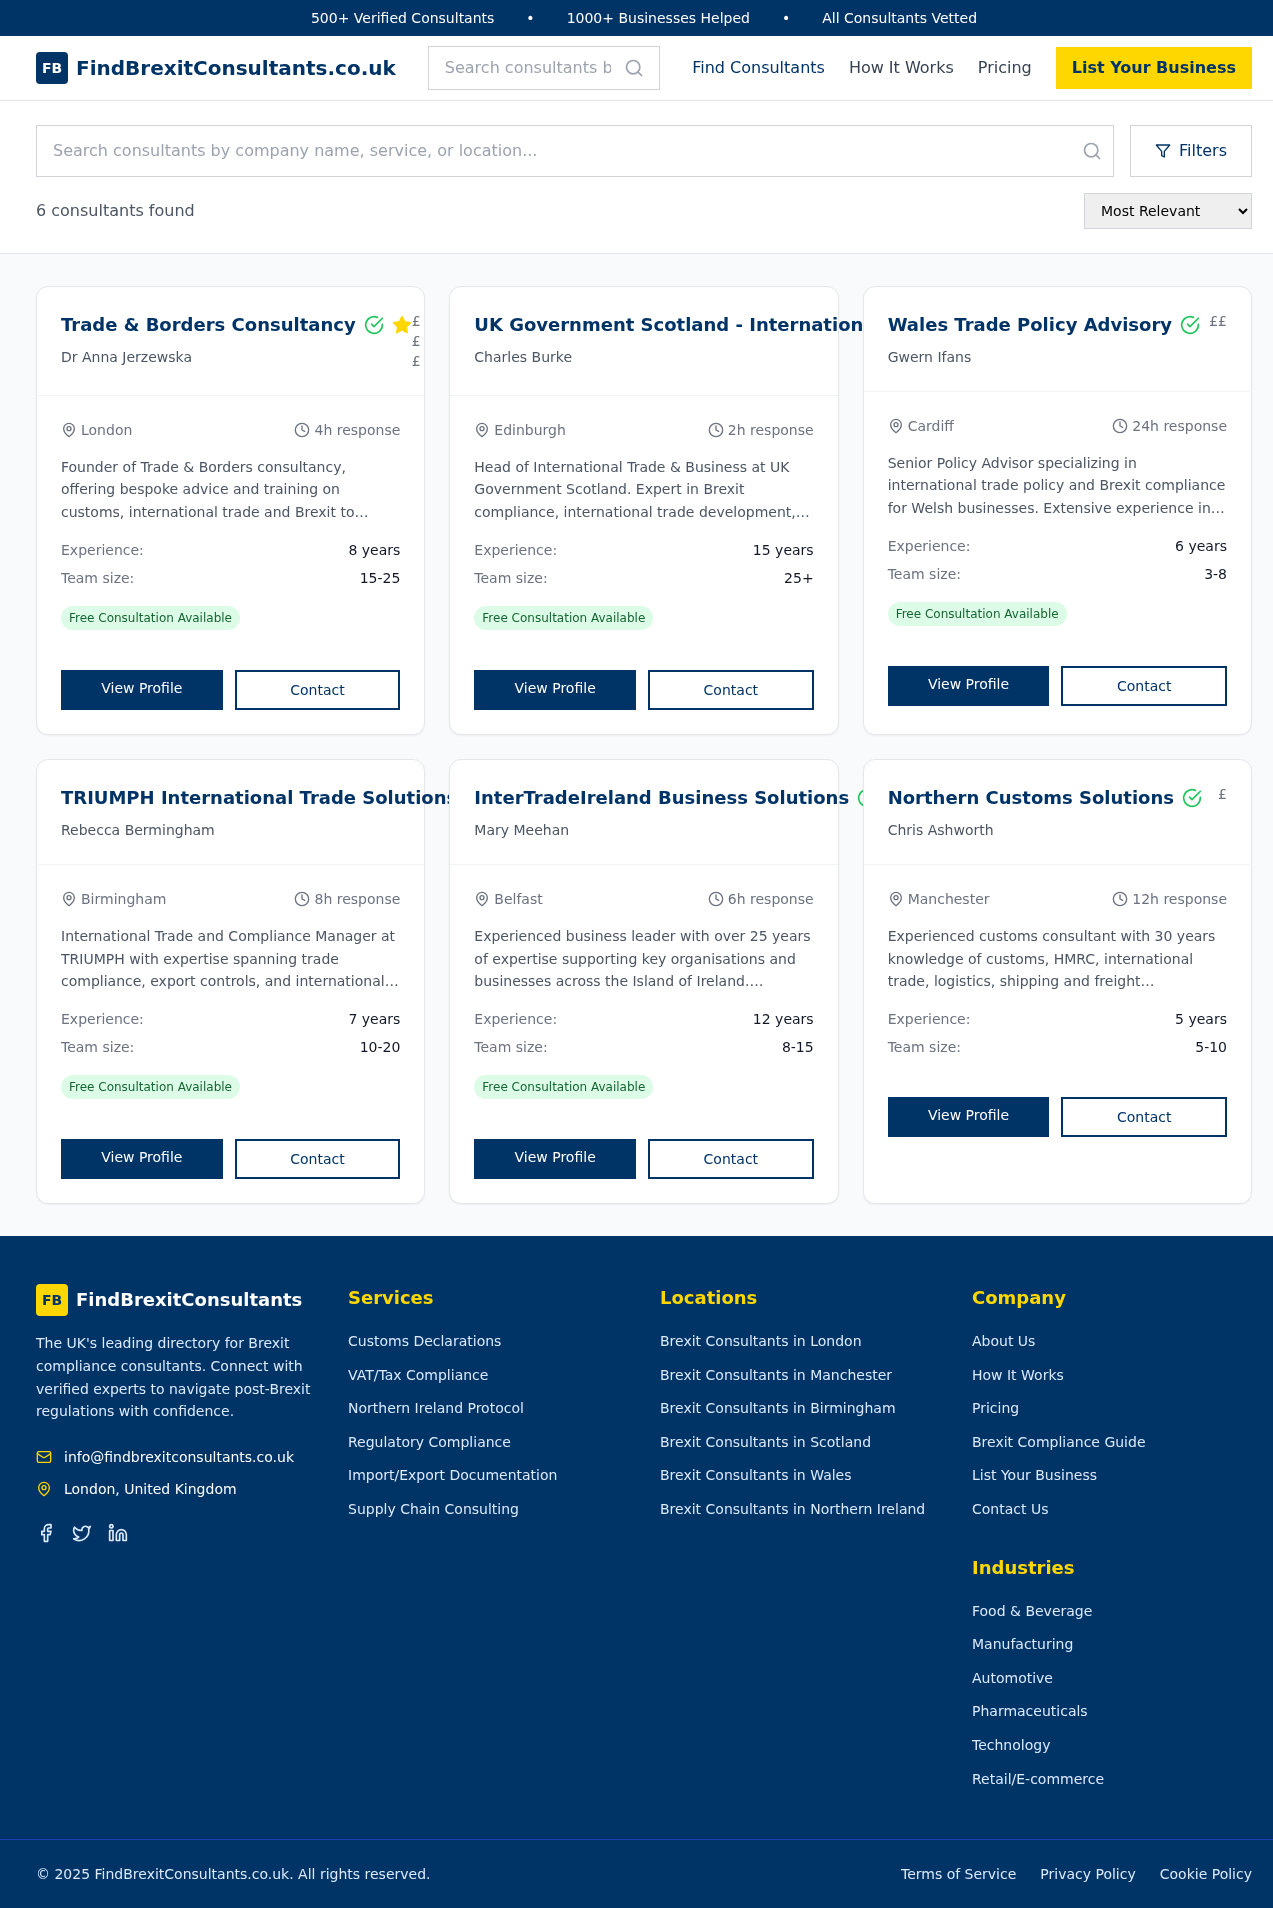 500+ Verified Consultants • 1000+ Businesses Helped • All Consultants Vetted
FB FindBrexitConsultants.co.uk Search consultants b Find Consultants How It Works Pricing List Your Business
Search consultants by company name, service, or location... Filters
6 consultants found Most Relevant
Trade & Borders Consultancy £
£
£
Dr Anna Jerzewska
London 4h response
Founder of Trade & Borders consultancy,
offering bespoke advice and training on
customs, international trade and Brexit to…
Experience: 8 years
Team size: 15-25
Free Consultation Available
View Profile Contact
UK Government Scotland - Internation
Charles Burke
Edinburgh 2h response
Head of International Trade & Business at UK
Government Scotland. Expert in Brexit
compliance, international trade development,…
Experience: 15 years
Team size: 25+
Free Consultation Available
View Profile Contact
Wales Trade Policy Advisory ££
Gwern Ifans
Cardiff 24h response
Senior Policy Advisor specializing in
international trade policy and Brexit compliance
for Welsh businesses. Extensive experience in…
Experience: 6 years
Team size: 3-8
Free Consultation Available
View Profile Contact
TRIUMPH International Trade Solutions
Rebecca Bermingham
Birmingham 8h response
International Trade and Compliance Manager at
TRIUMPH with expertise spanning trade
compliance, export controls, and international…
Experience: 7 years
Team size: 10-20
Free Consultation Available
View Profile Contact
InterTradeIreland Business Solutions
Mary Meehan
Belfast 6h response
Experienced business leader with over 25 years
of expertise supporting key organisations and
businesses across the Island of Ireland.…
Experience: 12 years
Team size: 8-15
Free Consultation Available
View Profile Contact
Northern Customs Solutions £
Chris Ashworth
Manchester 12h response
Experienced customs consultant with 30 years
knowledge of customs, HMRC, international
trade, logistics, shipping and freight…
Experience: 5 years
Team size: 5-10
View Profile Contact
FB FindBrexitConsultants
The UK's leading directory for Brexit
compliance consultants. Connect with
verified experts to navigate post-Brexit
regulations with confidence.
info@findbrexitconsultants.co.uk
London, United Kingdom
Services
Customs Declarations
VAT/Tax Compliance
Northern Ireland Protocol
Regulatory Compliance
Import/Export Documentation
Supply Chain Consulting
Locations
Brexit Consultants in London
Brexit Consultants in Manchester
Brexit Consultants in Birmingham
Brexit Consultants in Scotland
Brexit Consultants in Wales
Brexit Consultants in Northern Ireland
Company
About Us
How It Works
Pricing
Brexit Compliance Guide
List Your Business
Contact Us
Industries
Food & Beverage
Manufacturing
Automotive
Pharmaceuticals
Technology
Retail/E-commerce
© 2025 FindBrexitConsultants.co.uk. All rights reserved. Terms of Service Privacy Policy Cookie Policy